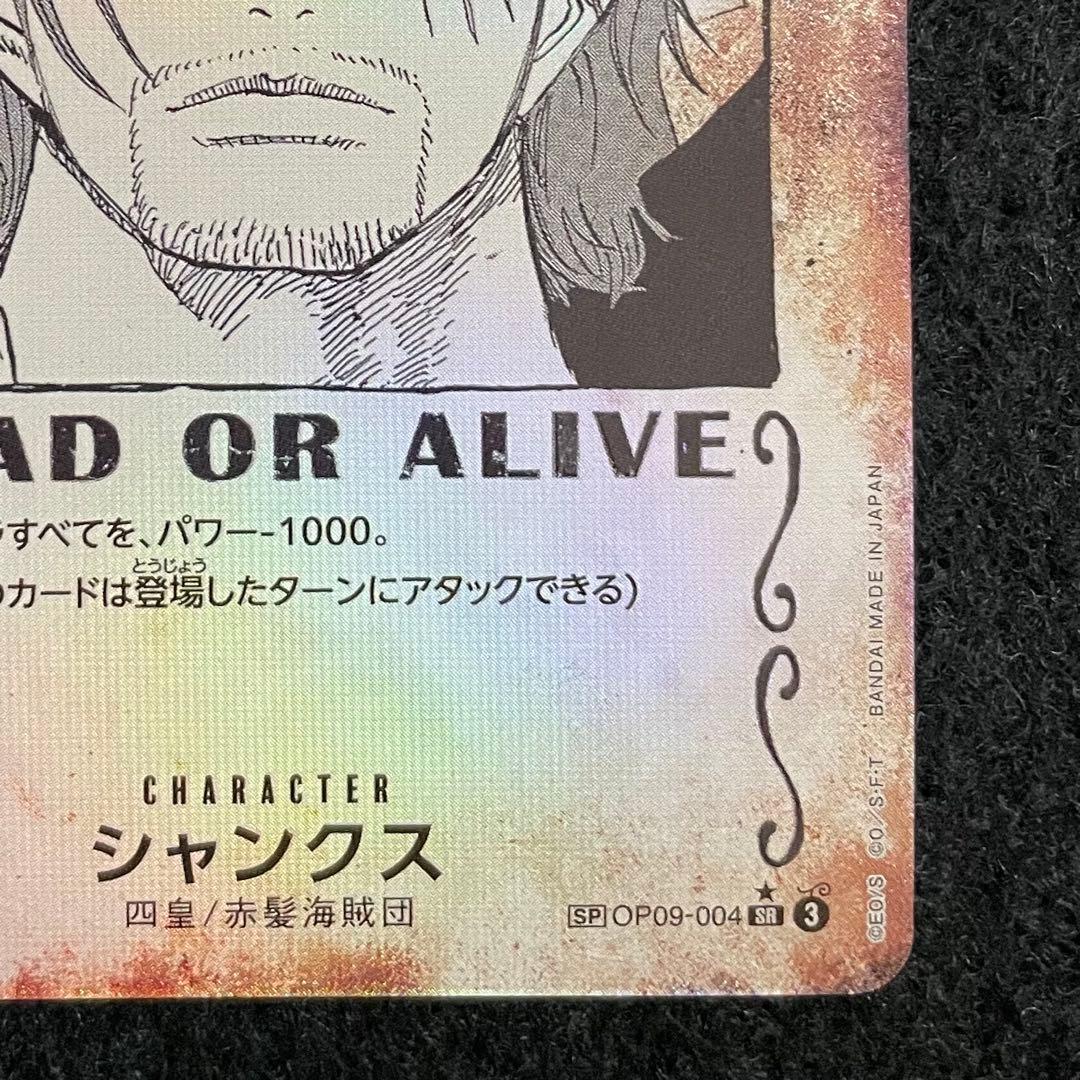 AD OR ALIVE
すべてを、パワー-1000。
カードは登場したターンにアタックできる)
とうじょう
CHARACTER
シャンクス
四皇/赤髪海賊団
SP OP09-004 SR 3
©EO/S ©O/S·F·T BANDAI MADE IN JAPAN